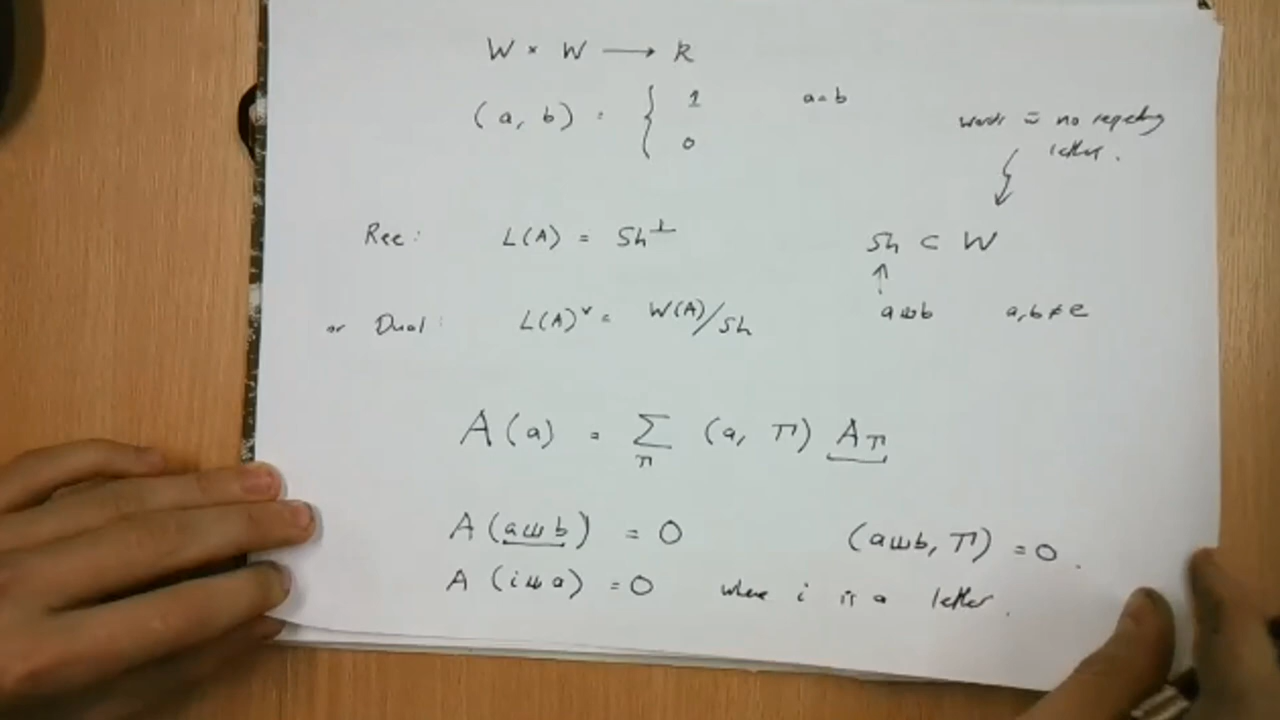 W × W ⟶ R
(a, b) = { 1 a=b
0
words = no repeating
letter.
Rec: L(A) = Sh⊥
Sh ⊂ W
↑
a ш b a,b ≠ e
or Dual: L(A)ᵛ = W(A)/Sh
A(a) = Σ_π (a, π) A_π
A(a ш b) = 0 (a ш b, π) = 0.
A(i ш a) = 0 where i is a letter.